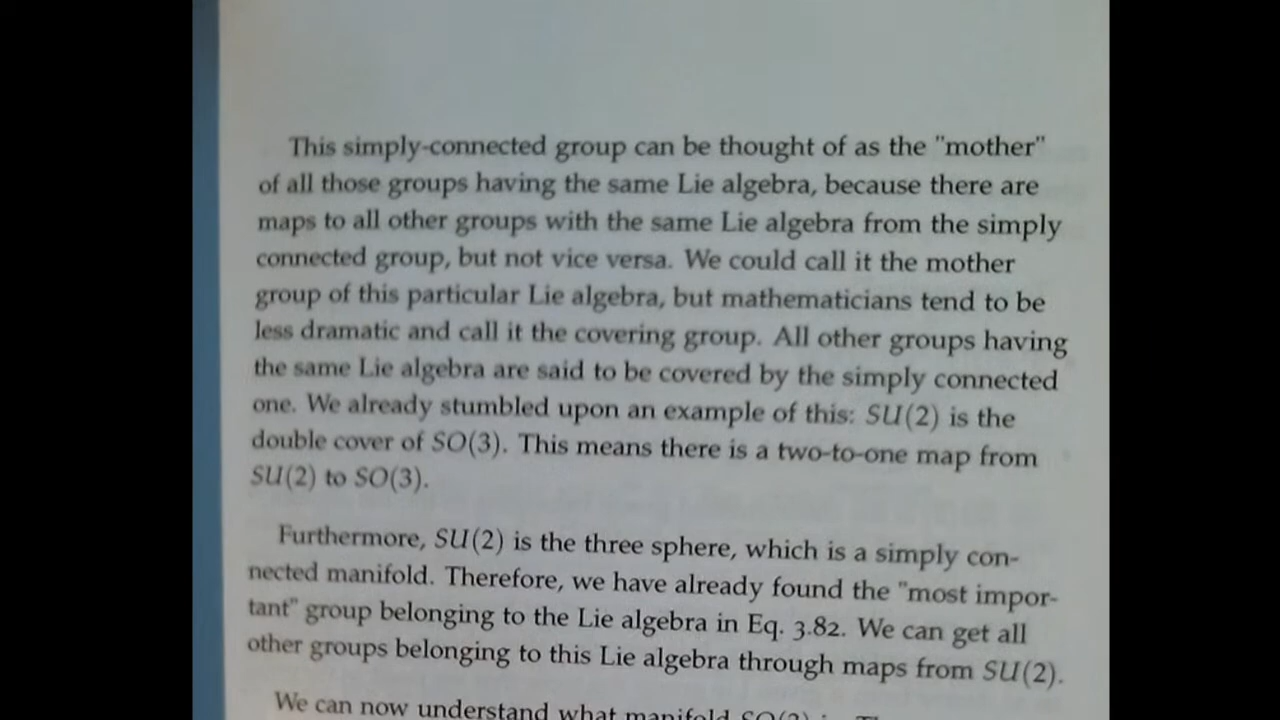 This simply-connected group can be thought of as the "mother"
of all those groups having the same Lie algebra, because there are
maps to all other groups with the same Lie algebra from the simply
connected group, but not vice versa. We could call it the mother
group of this particular Lie algebra, but mathematicians tend to be
less dramatic and call it the covering group. All other groups having
the same Lie algebra are said to be covered by the simply connected
one. We already stumbled upon an example of this: SU(2) is the
double cover of SO(3). This means there is a two-to-one map from
SU(2) to SO(3).
Furthermore, SU(2) is the three sphere, which is a simply con-
nected manifold. Therefore, we have already found the "most impor-
tant" group belonging to the Lie algebra in Eq. 3.82. We can get all
other groups belonging to this Lie algebra through maps from SU(2).
We can now understand what manifold